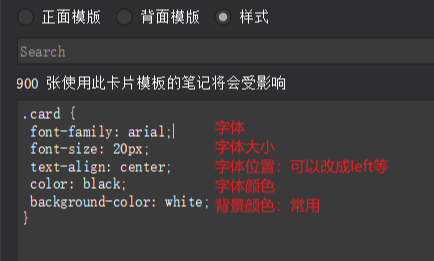 正面模版 背面模版 样式
Search
900 张使用此卡片模板的笔记将会受影响
.card {
font-family: arial; 字体
font-size: 20px; 字体大小
text-align: center; 字体位置：可以改成left等
color: black; 字体颜色
background-color: white; 背景颜色：常用
}